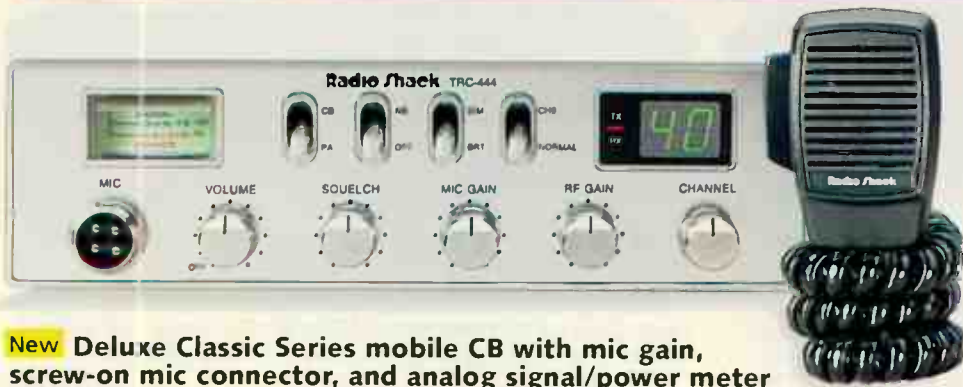 Radio Shack TRC-444
CB
PA
NB
OFF
DIM
BRT
CH9
NORMAL
TX
40
MIC
VOLUME
SQUELCH
MIC GAIN
RF GAIN
CHANNEL
Radio Shack
New Deluxe Classic Series mobile CB with mic gain,
screw-on mic connector, and analog signal/power meter